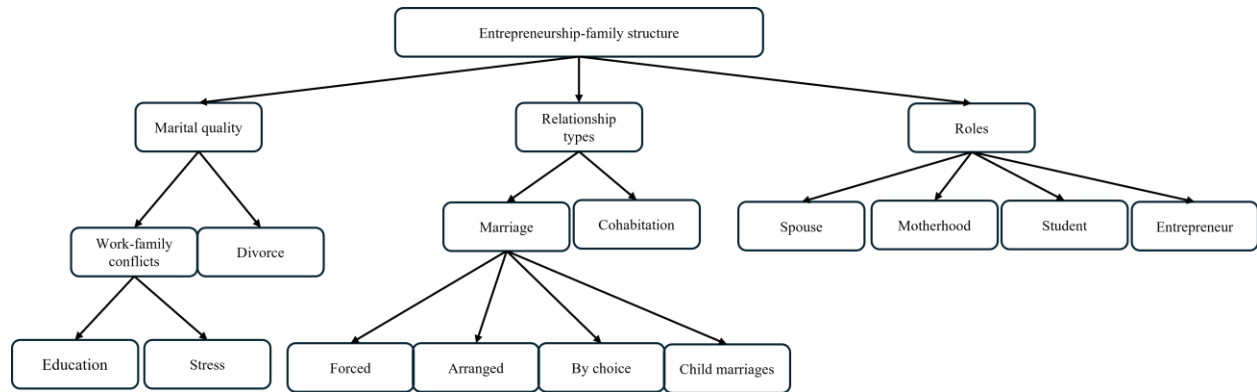 Entrepreneurship-family structure
Marital quality
Relationship
types
Roles
Work-family
conflicts
Divorce
Marriage
Cohabitation
Spouse
Motherhood
Student
Entrepreneur
Education
Stress
Forced
Arranged
By choice
Child marriages